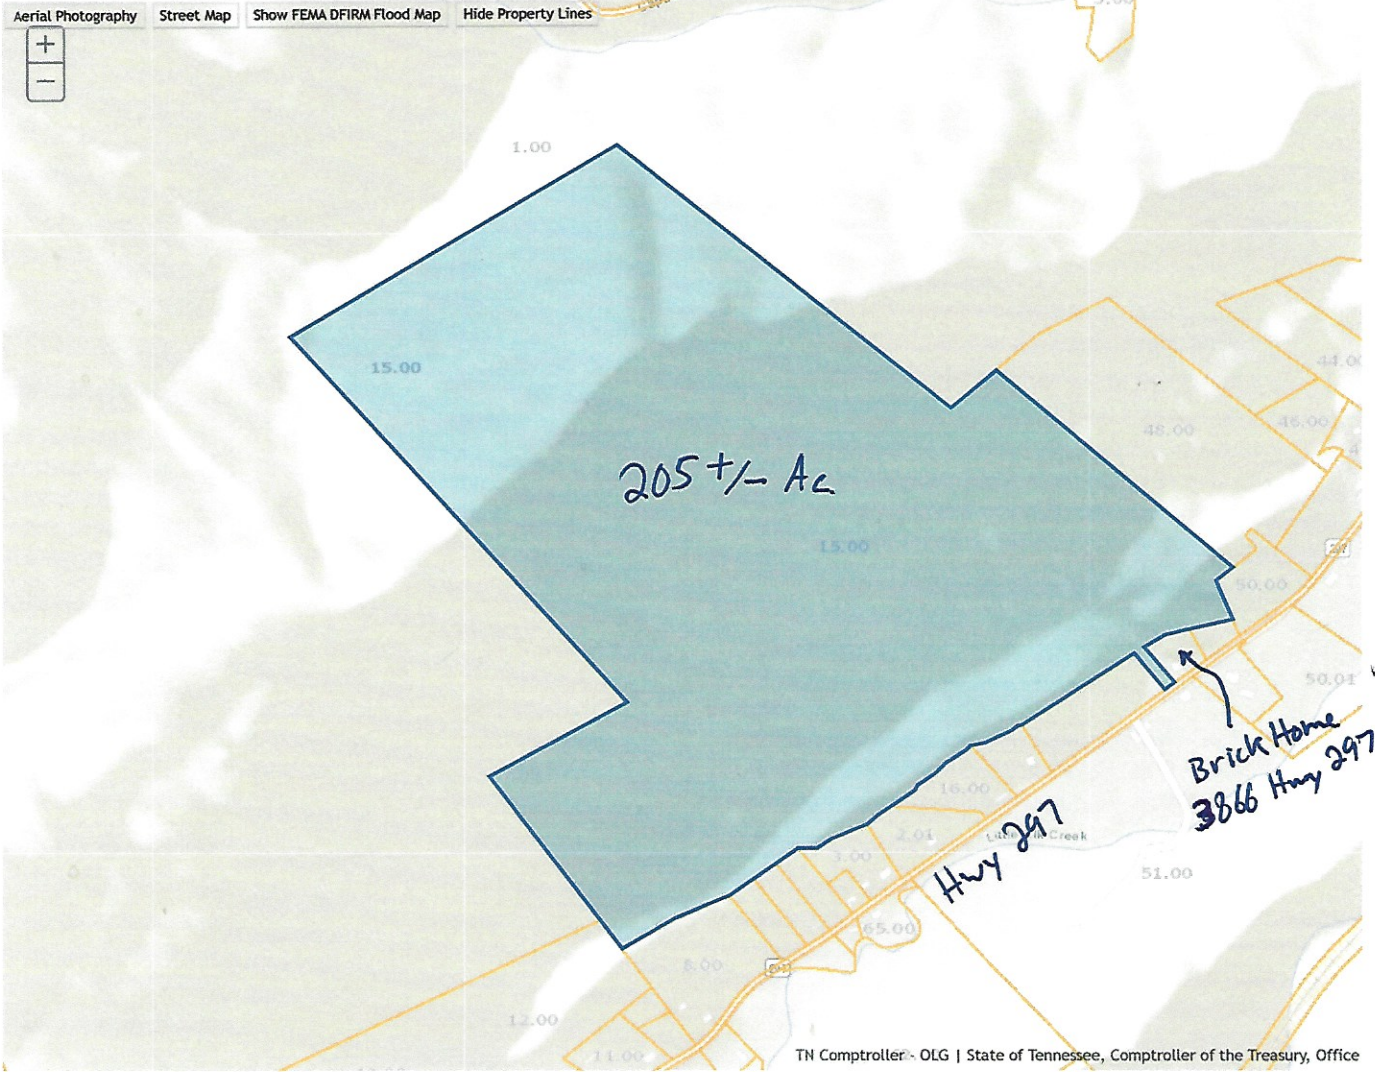 Aerial Photography Street Map Show FEMA DFIRM Flood Map Hide Property Lines
+
−
1.00
15.00
44.00
48.00 46.00
205 +/- Ac
15.00
50.00
50.01
Brick Home
3866 Hwy 297
16.00
2.01
3.00
Hwy 297
51.00
65.00
8.00
12.00
11.00
TN Comptroller - OLG | State of Tennessee, Comptroller of the Treasury, Office